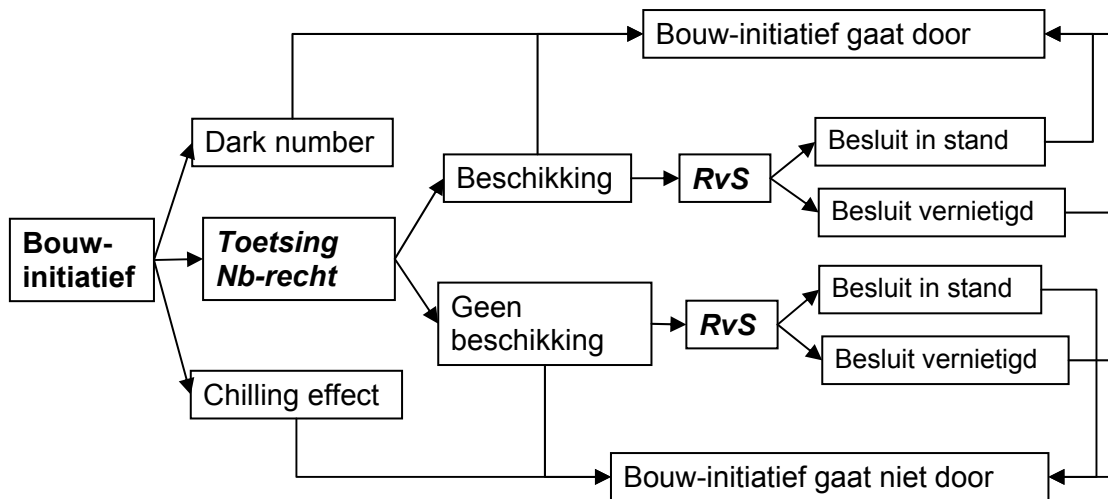 Bouw-initiatief gaat door
Dark number
Besluit in stand
Beschikking
RvS
Besluit vernietigd
Bouw-
initiatief
Toetsing
Nb-recht
Geen
beschikking
RvS
Besluit in stand
Besluit vernietigd
Chilling effect
Bouw-initiatief gaat niet door